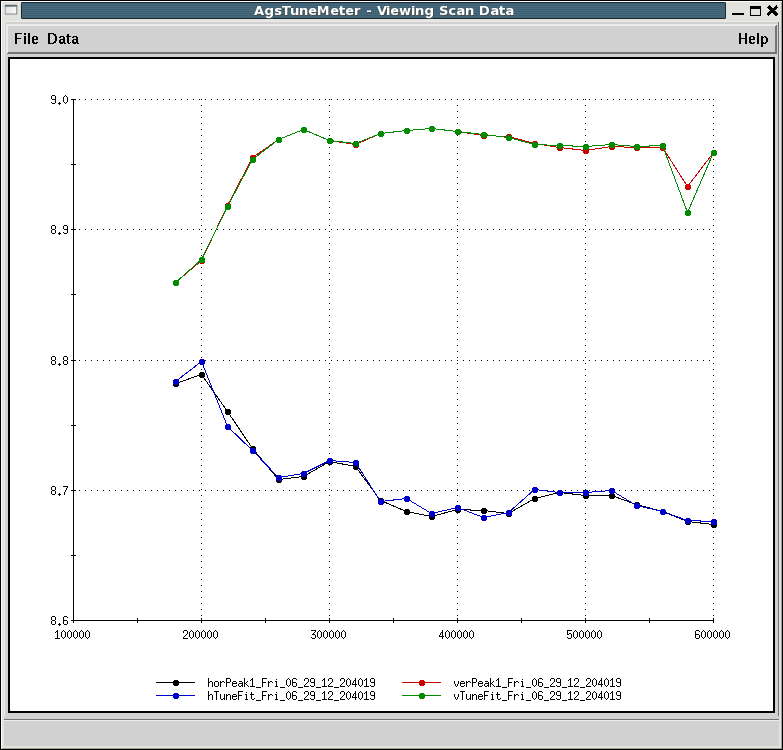 AgsTuneMeter - Viewing Scan Data
File Data Help
9.0
8.9
8.8
8.7
8.6
100000 200000 300000 400000 500000 600000
horPeak1_Fri_06_29_12_204019 verPeak1_Fri_06_29_12_204019
hTuneFit_Fri_06_29_12_204019 vTuneFit_Fri_06_29_12_204019